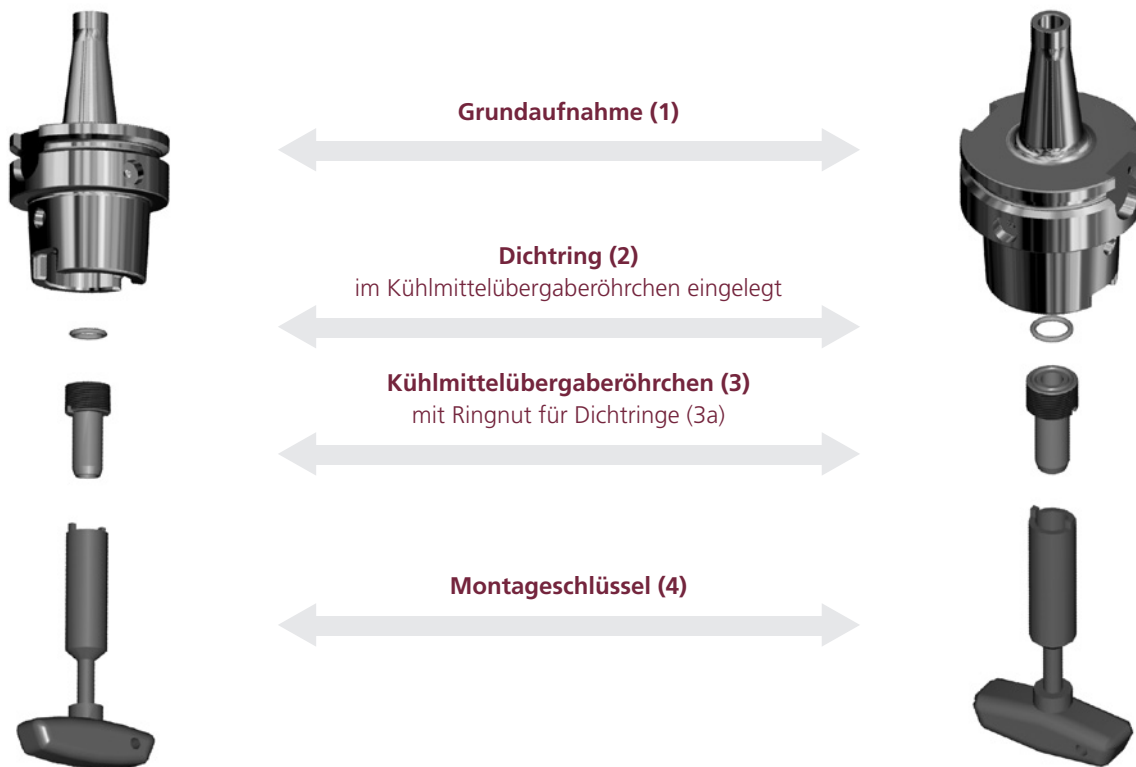 Grundaufnahme (1)
Dichtring (2)
im Kühlmittelübergaberöhrchen eingelegt
Kühlmittelübergaberöhrchen (3)
mit Ringnut für Dichtringe (3a)
Montageschlüssel (4)